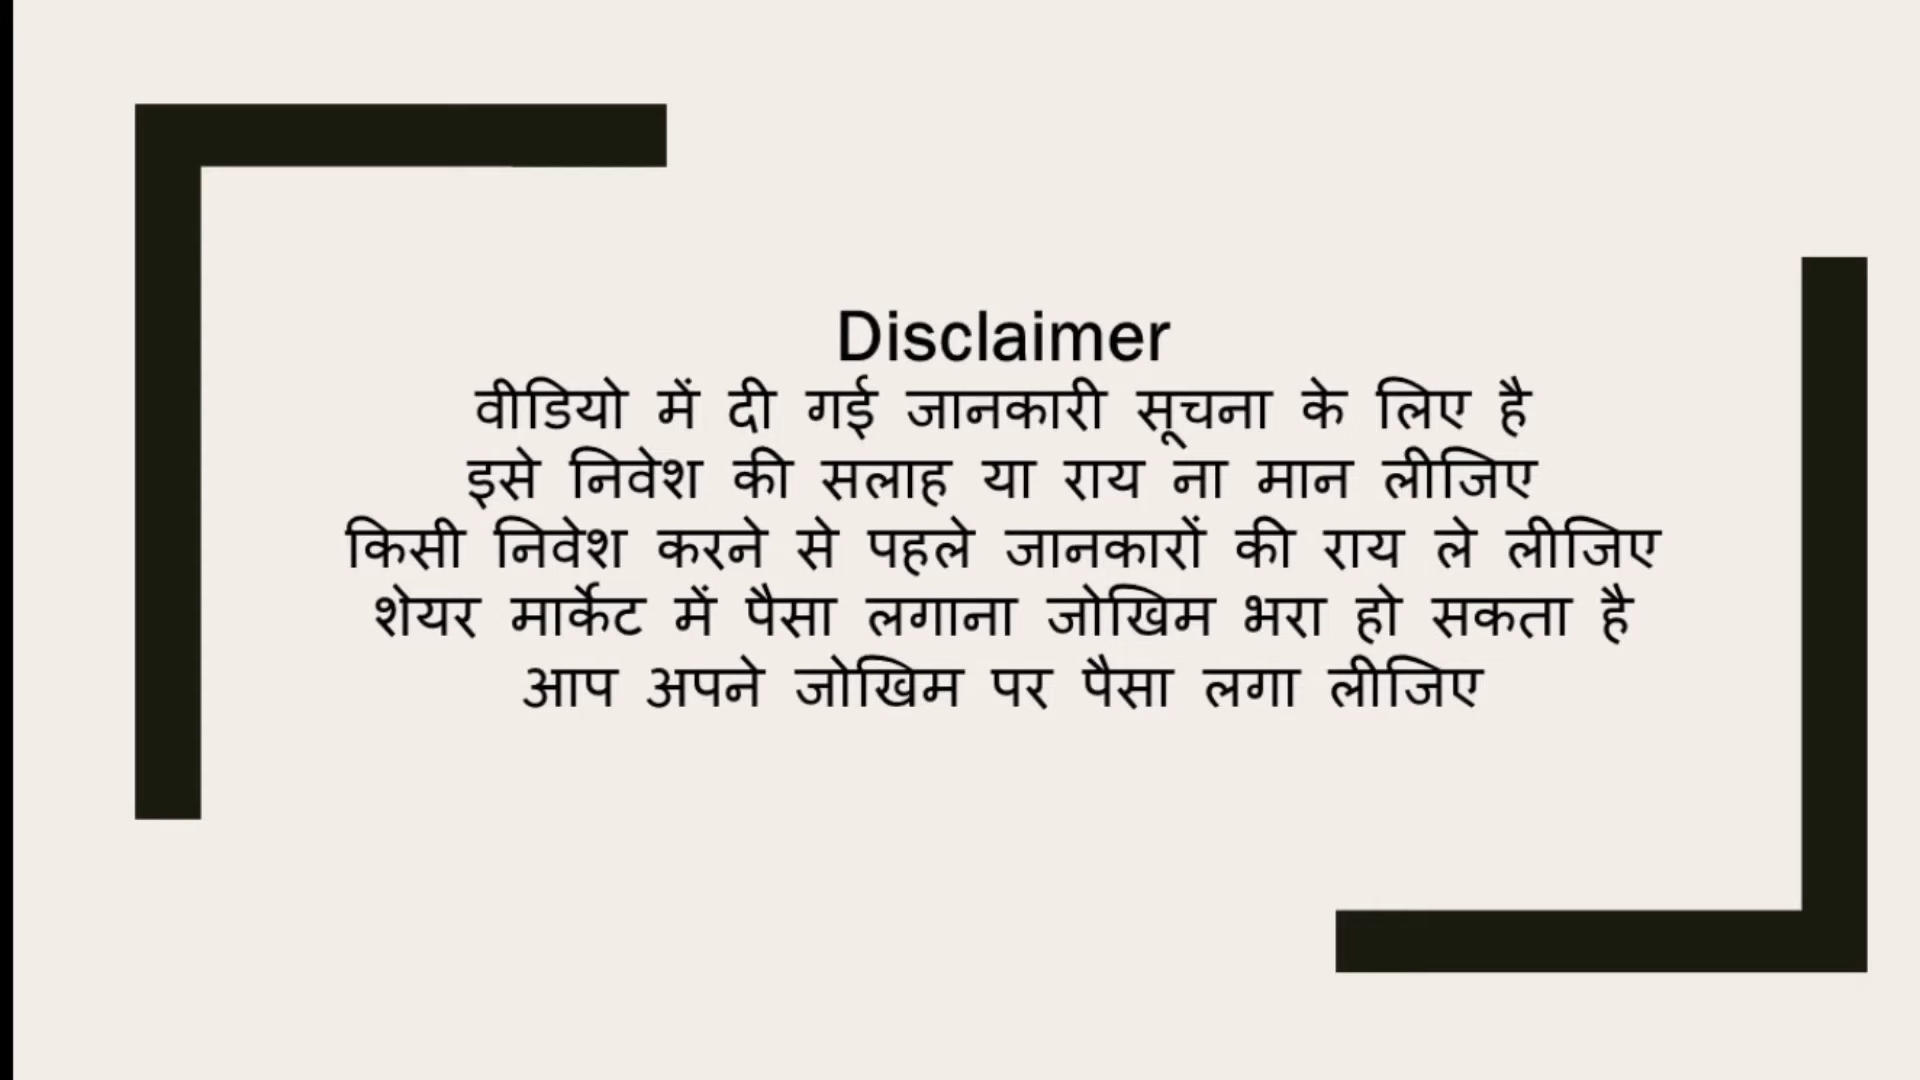 Disclaimer
वीडियो में दी गई जानकारी सूचना के लिए है
इसे निवेश की सलाह या राय ना मान लीजिए
किसी निवेश करने से पहले जानकारों की राय ले लीजिए
शेयर मार्केट में पैसा लगाना जोखिम भरा हो सकता है
आप अपने जोखिम पर पैसा लगा लीजिए